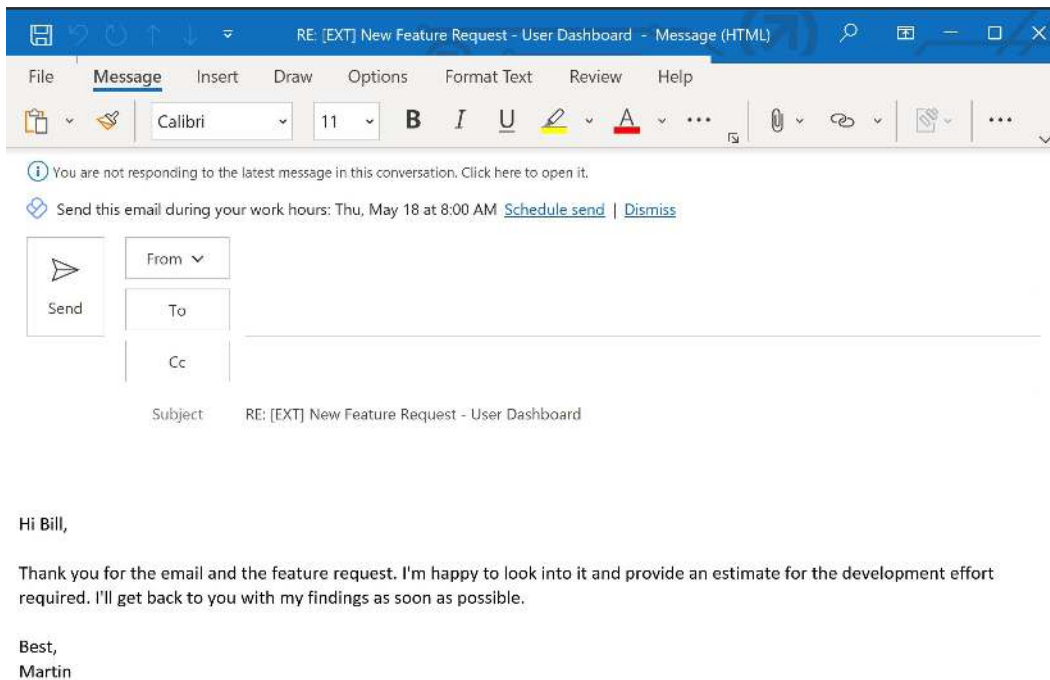 RE: [EXT] New Feature Request - User Dashboard - Message (HTML)
File Message Insert Draw Options Format Text Review Help
Calibri 11 B I U A ...
You are not responding to the latest message in this conversation. Click here to open it.
Send this email during your work hours: Thu, May 18 at 8:00 AM Schedule send | Dismiss
From
Send
To
Cc
Subject RE: [EXT] New Feature Request - User Dashboard
Hi Bill,
Thank you for the email and the feature request. I'm happy to look into it and provide an estimate for the development effort
required. I'll get back to you with my findings as soon as possible.
Best,
Martin